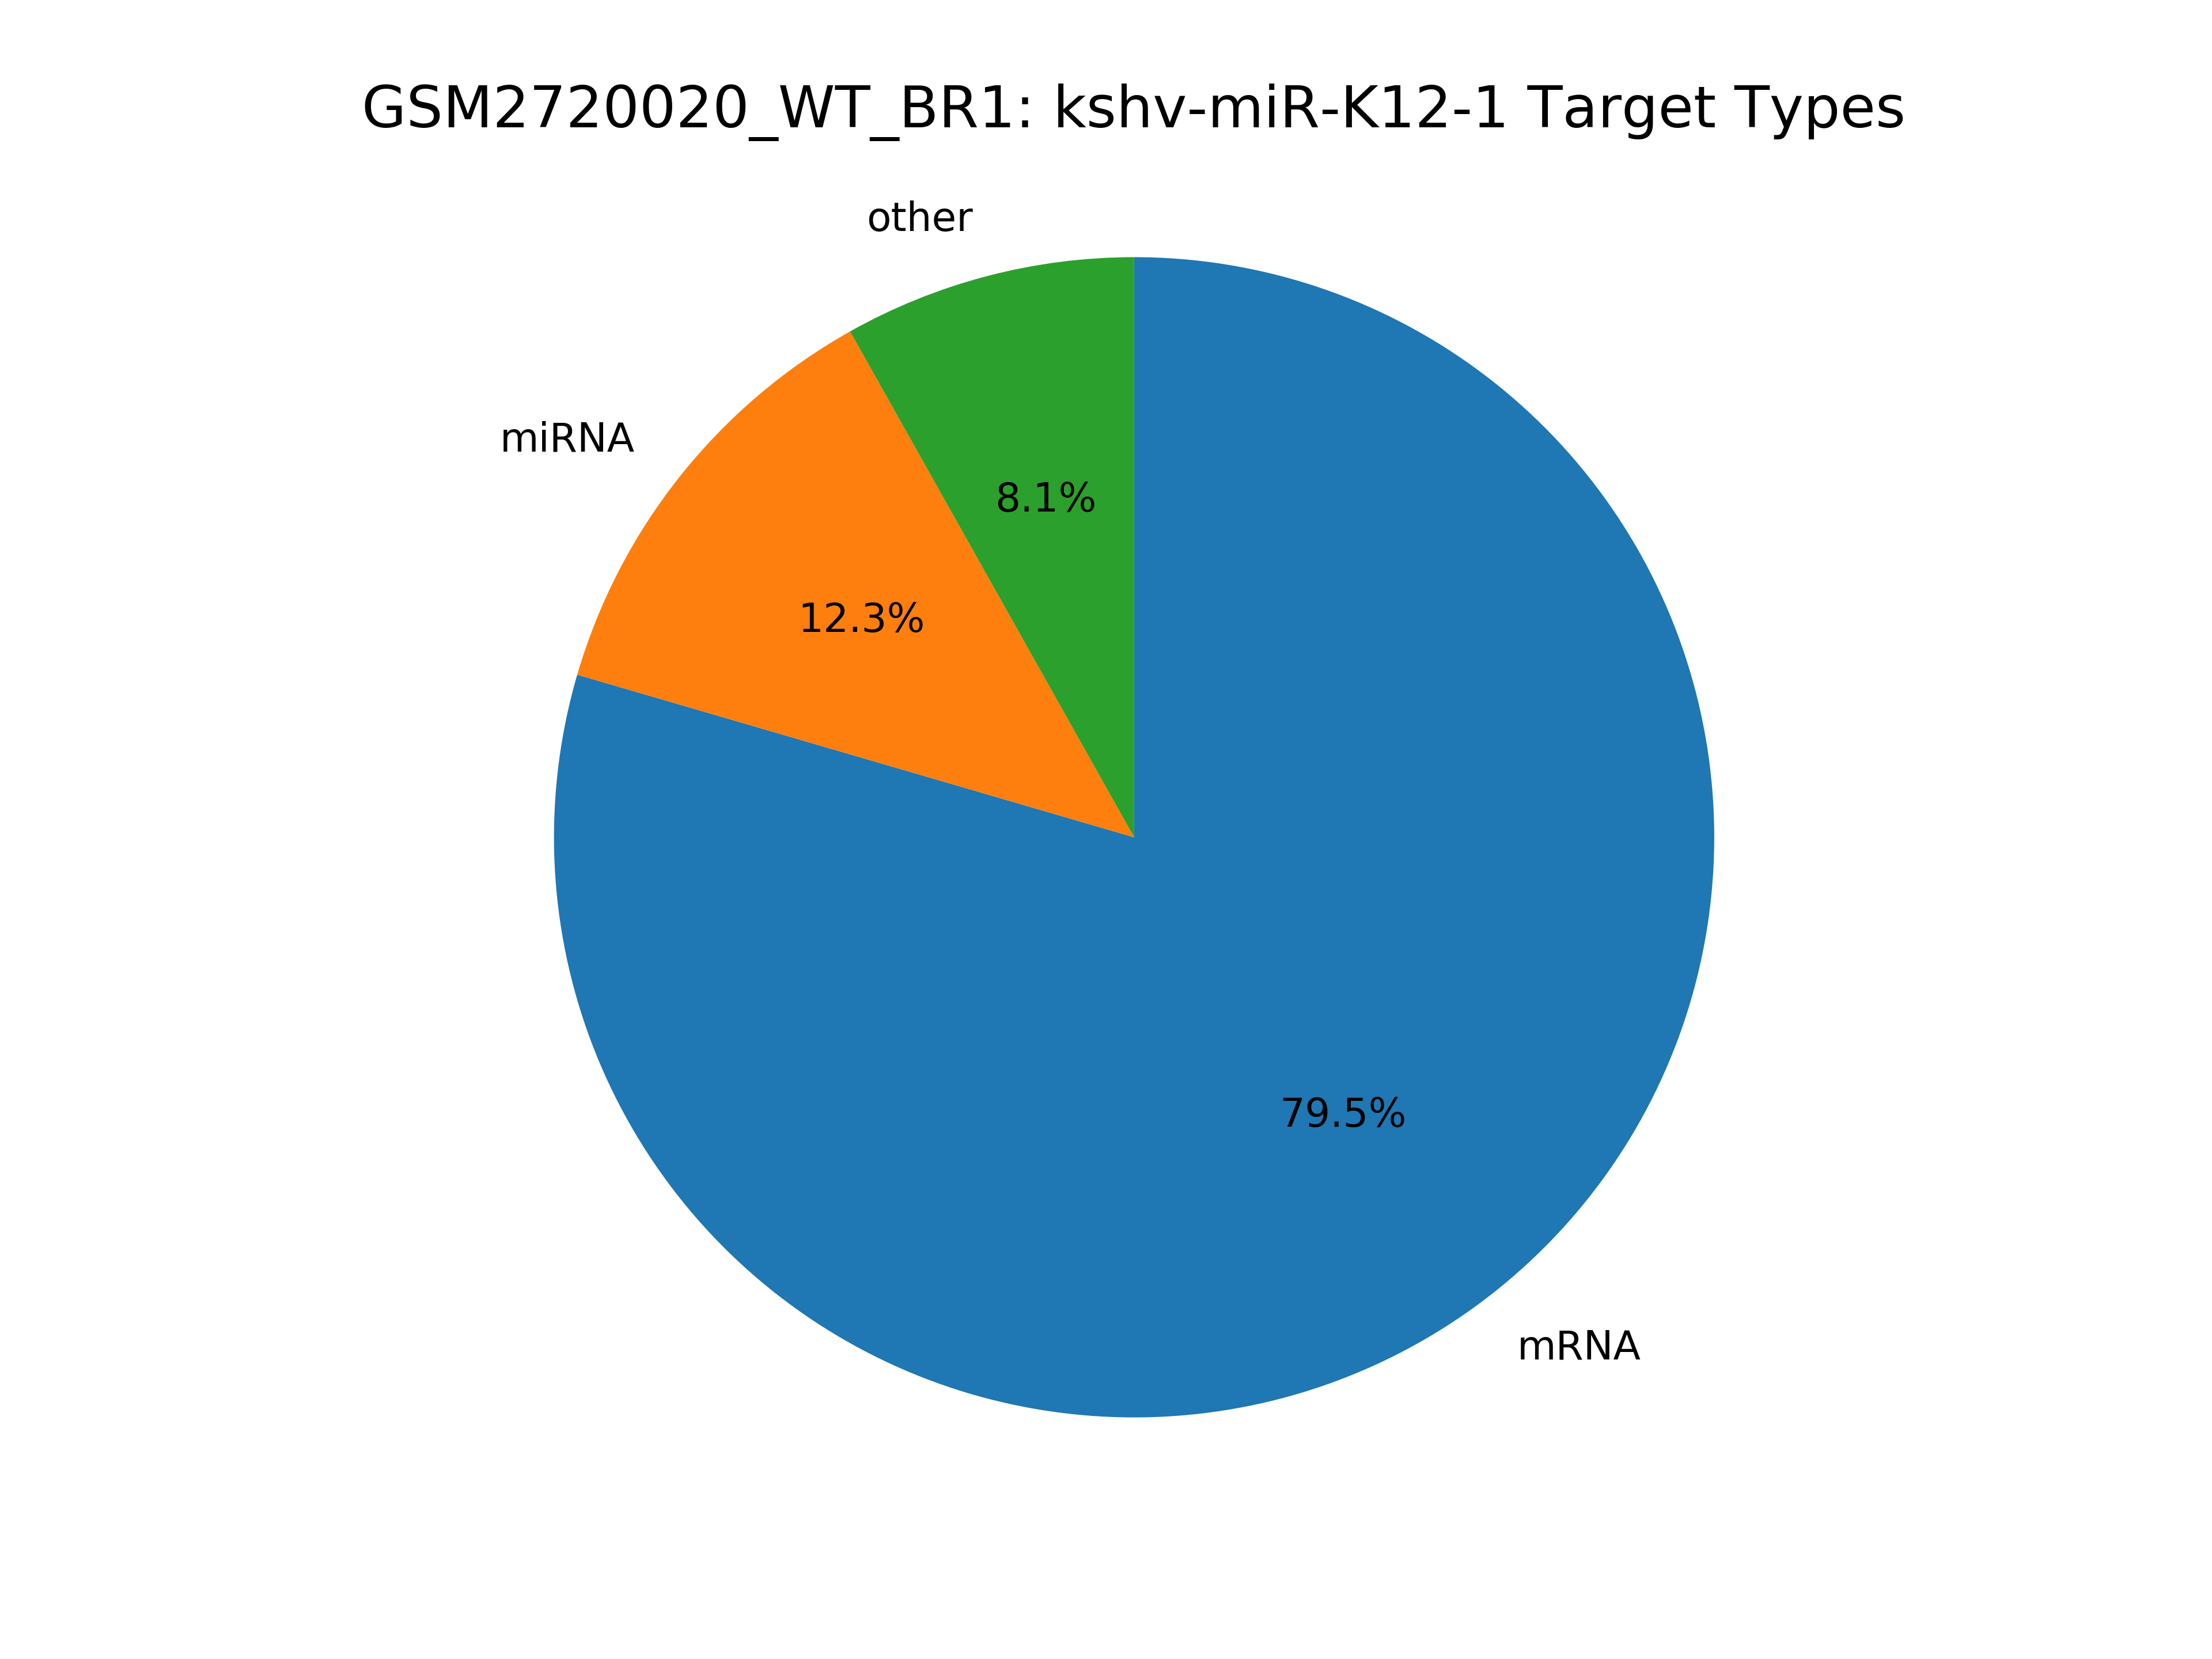 GSM2720020_WT_BR1: kshv-miR-K12-1 Target Types
other
miRNA
8.1%
12.3%
79.5%
mRNA